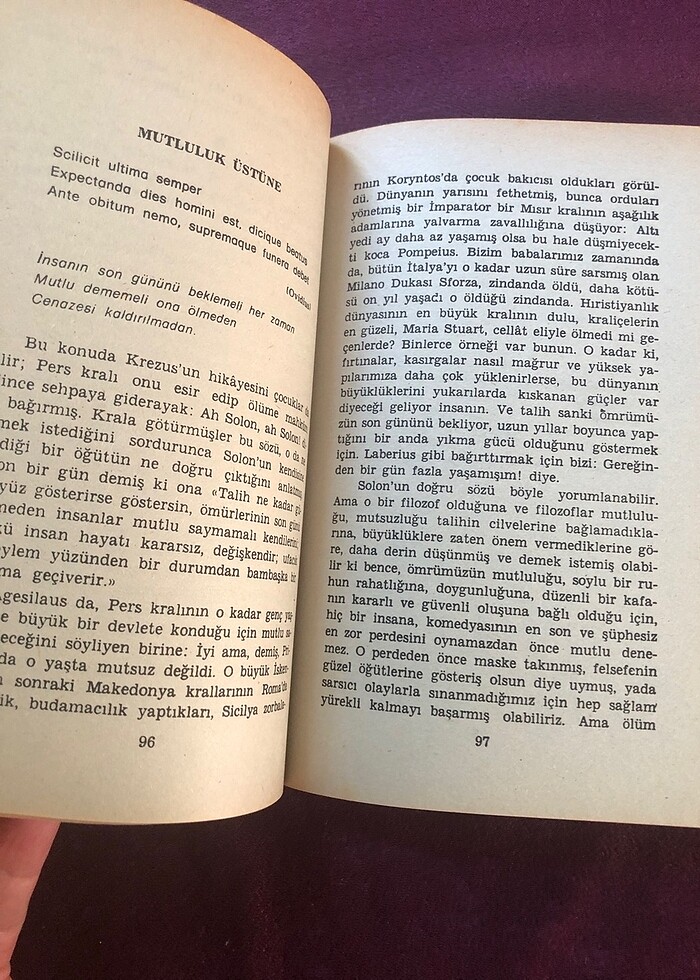 MUTLULUK ÜSTÜNE
Scilicit ultima semper
Expectanda dies homini est, dicique beatus
Ante obitum nemo, supremaque funera debet
(Ovidius)
İnsanın son gününü beklemeli her zaman
Mutlu dememeli ona ölmeden
Cenazesi kaldırılmadan.
Bu konuda Krezus'un hikâyesini çocuklar
lir; Pers kralı onu esir edip ölüme
ince sehpaya giderayak: Ah Solon, ah Solon!
bağırmış. Krala götürmüşler bu sözü, o da
mek istediğini sordurunca Solon'un kendisine
diği bir öğütün ne doğru çıktığını anlatmış
on bir gün demiş ki ona «Talih ne kadar
yüz gösterirse göstersin, ömürlerinin son günü
meden insanlar mutlu saymamalı kendilerini
kü insan hayatı kararsız, değişkendir; ufacık
eylem yüzünden bir durumdan bambaşka bir
ma geçiverir.»
Agesilaus da, Pers kralının o kadar genç
e büyük bir devlete konduğu için mutlu
eceğini söyliyen birine: İyi ama, demiş,
da o yaşta mutsuz değildi. O büyük
n sonraki Makedonya krallarının Roma'da
ik, budamacılık yaptıkları, Sicilya
96
rının Koryntos'da çocuk bakıcısı oldukları görül-
dü. Dünyanın yarısını fethetmiş, bunca orduları
yönetmiş bir İmparator bir Mısır kralının aşağılık
adamlarına yalvarma zavallılığına düşüyor: Altı
yedi ay daha az yaşamış olsa bu hale düşmiyecek-
ti koca Pompeius. Bizim babalarımız zamanında
da, bütün İtalya'yı o kadar uzun süre sarsmış olan
Milano Dukası Sforza, zindanda öldü, daha kötü-
sü on yıl yaşadı o öldüğü zindanda. Hıristiyanlık
dünyasının en büyük kralının dulu, kraliçelerin
en güzeli, Maria Stuart, cellât eliyle ölmedi mi ge-
çenlerde? Binlerce örneği var bunun. O kadar ki,
fırtınalar, kasırgalar nasıl mağrur ve yüksek ya-
pılarımıza daha çok yüklenirlerse, bu dünyanın
büyüklüklerini yukarılarda kıskanan güçler var
diyeceği geliyor insanın. Ve talih sanki ömrümü-
zün son gününü bekliyor, uzun yıllar boyunca yap-
tığını bir anda yıkma gücü olduğunu göstermek
için. Laberius gibi bağırttırmak için bizi: Gereğin-
den bir gün fazla yaşamışım! diye.
Solon'un doğru sözü böyle yorumlanabilir.
Ama o bir filozof olduğuna ve filozoflar mutlulu-
ğu, mutsuzluğu talihin cilvelerine bağlamadıkla-
rına, büyüklüklere zaten önem vermediklerine gö-
re, daha derin düşünmüş ve demek istemiş olabi-
lir ki bence, ömrümüzün mutluluğu, soylu bir ru-
hun rahatlığına, doygunluğuna, düzenli bir kafa-
nın kararlı ve güvenli oluşuna bağlı olduğu için,
hiç bir insana, komedyasının en son ve şüphesiz
en zor perdesini oynamazdan önce mutlu dene-
mez. O perdeden önce maske takınmış, felsefenin
güzel öğütlerine gösteriş olsun diye uymuş, yada
sarsıcı olaylarla sınanmadığımız için hep sağlam
yürekli kalmayı başarmış olabiliriz. Ama ölüm
97